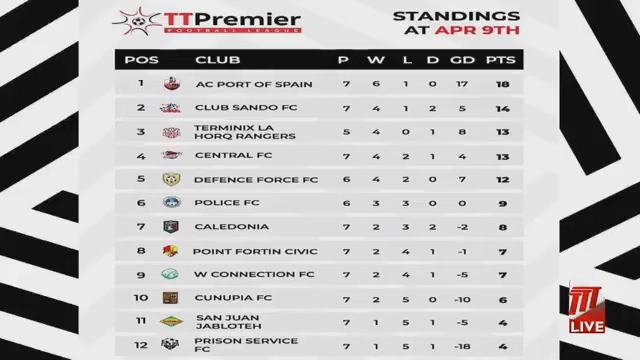 TTPremier
FOOTBALL LEAGUE
STANDINGS
AT APR 9TH
POS CLUB P W L D GD PTS
1 AC PORT OF SPAIN 7 6 1 0 17 18
2 CLUB SANDO FC 7 4 1 2 5 14
3 TERMINIX LA
HORQ RANGERS 5 4 0 1 8 13
4 CENTRAL FC 7 4 2 1 4 13
5 DEFENCE FORCE FC 6 4 2 0 7 12
6 POLICE FC 6 3 3 0 0 9
7 CALEDONIA 7 2 3 2 -2 8
8 POINT FORTIN CIVIC 7 2 4 1 -1 7
9 W CONNECTION FC 7 2 4 1 -5 7
10 CUNUPIA FC 7 2 5 0 -10 6
11 SAN JUAN
JABLOTEH 7 1 5 1 -5 4
12 PRISON SERVICE
FC 7 1 5 1 -18 4
LIVE